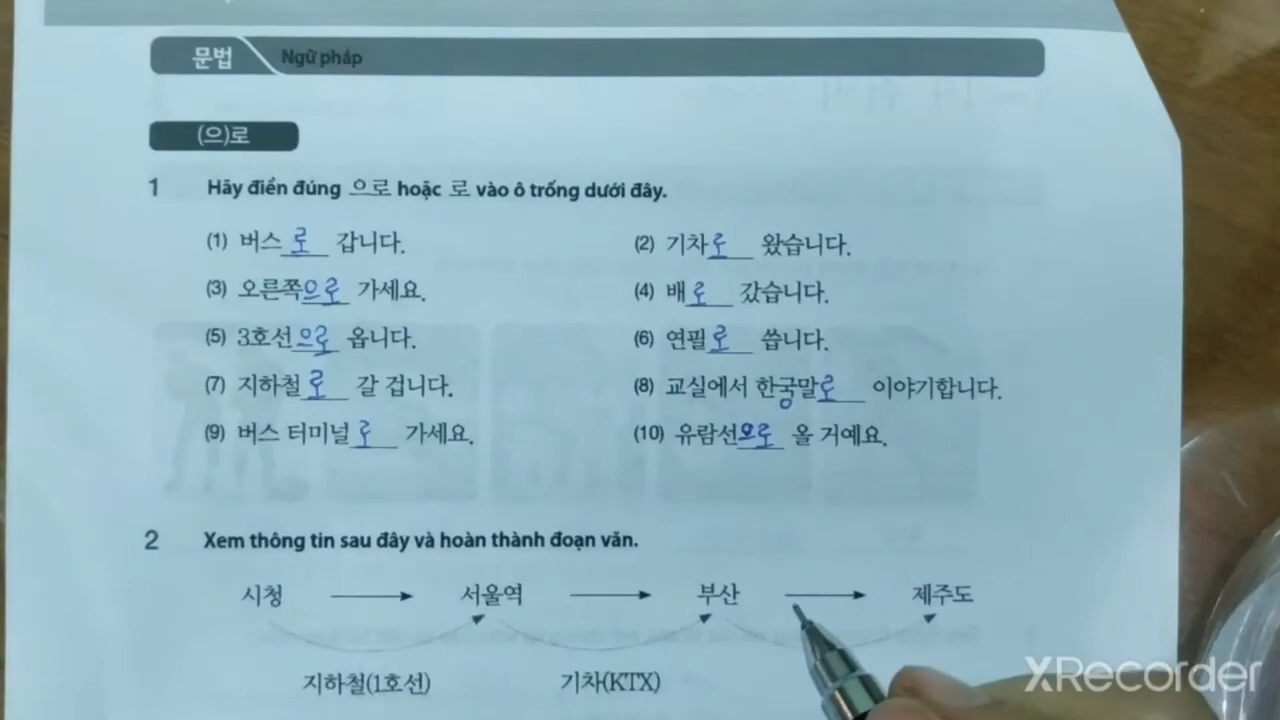 문법 Ngữ pháp
(으)로
1 Hãy điền đúng 으로 hoặc 로 vào ô trống dưới đây.
(1) 버스 로 갑니다. (2) 기차로 왔습니다.
(3) 오른쪽으로 가세요. (4) 배로 갔습니다.
(5) 3호선으로 옵니다. (6) 연필로 씁니다.
(7) 지하철로 갈 겁니다. (8) 교실에서 한궁말로 이야기합니다.
(9) 버스 터미널로 가세요. (10) 유람선으로 올 거예요.
2 Xem thông tin sau đây và hoàn thành đoạn văn.
시청 → 서울역 → 부산 → 제주도
지하철(1호선) 기차(KTX)
XRecorder